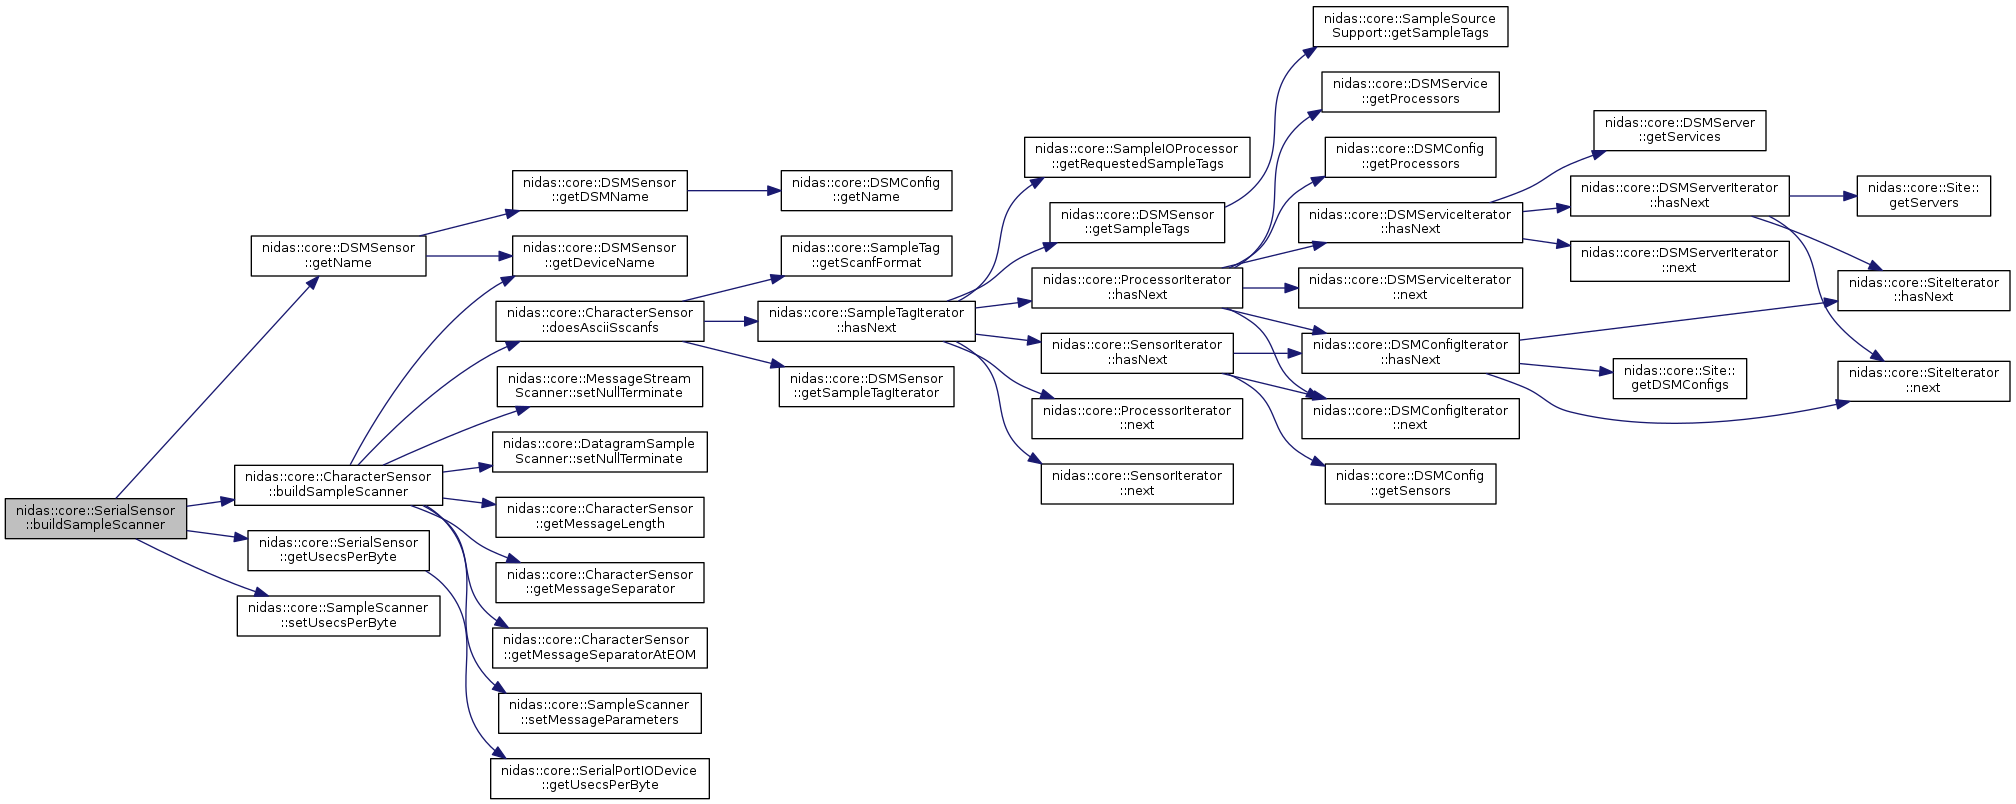 nidas::core::SerialSensor
::buildSampleScanner
nidas::core::DSMSensor
::getName
nidas::core::CharacterSensor
::buildSampleScanner
nidas::core::SerialSensor
::getUsecsPerByte
nidas::core::SampleScanner
::setUsecsPerByte
nidas::core::DSMSensor
::getDSMName
nidas::core::DSMSensor
::getDeviceName
nidas::core::CharacterSensor
::doesAsciiSscanfs
nidas::core::MessageStream
Scanner::setNullTerminate
nidas::core::DatagramSample
Scanner::setNullTerminate
nidas::core::CharacterSensor
::getMessageLength
nidas::core::CharacterSensor
::getMessageSeparator
nidas::core::CharacterSensor
::getMessageSeparatorAtEOM
nidas::core::SampleScanner
::setMessageParameters
nidas::core::SerialPortIODevice
::getUsecsPerByte
nidas::core::DSMConfig
::getName
nidas::core::SampleTag
::getScanfFormat
nidas::core::SampleTagIterator
::hasNext
nidas::core::DSMSensor
::getSampleTagIterator
nidas::core::SampleIOProcessor
::getRequestedSampleTags
nidas::core::DSMSensor
::getSampleTags
nidas::core::ProcessorIterator
::hasNext
nidas::core::SensorIterator
::hasNext
nidas::core::ProcessorIterator
::next
nidas::core::SensorIterator
::next
nidas::core::SampleSource
Support::getSampleTags
nidas::core::DSMService
::getProcessors
nidas::core::DSMConfig
::getProcessors
nidas::core::DSMServiceIterator
::hasNext
nidas::core::DSMServiceIterator
::next
nidas::core::DSMConfigIterator
::hasNext
nidas::core::DSMConfigIterator
::next
nidas::core::DSMConfig
::getSensors
nidas::core::DSMServer
::getServices
nidas::core::DSMServerIterator
::hasNext
nidas::core::DSMServerIterator
::next
nidas::core::Site::
getDSMConfigs
nidas::core::Site::
getServers
nidas::core::SiteIterator
::hasNext
nidas::core::SiteIterator
::next